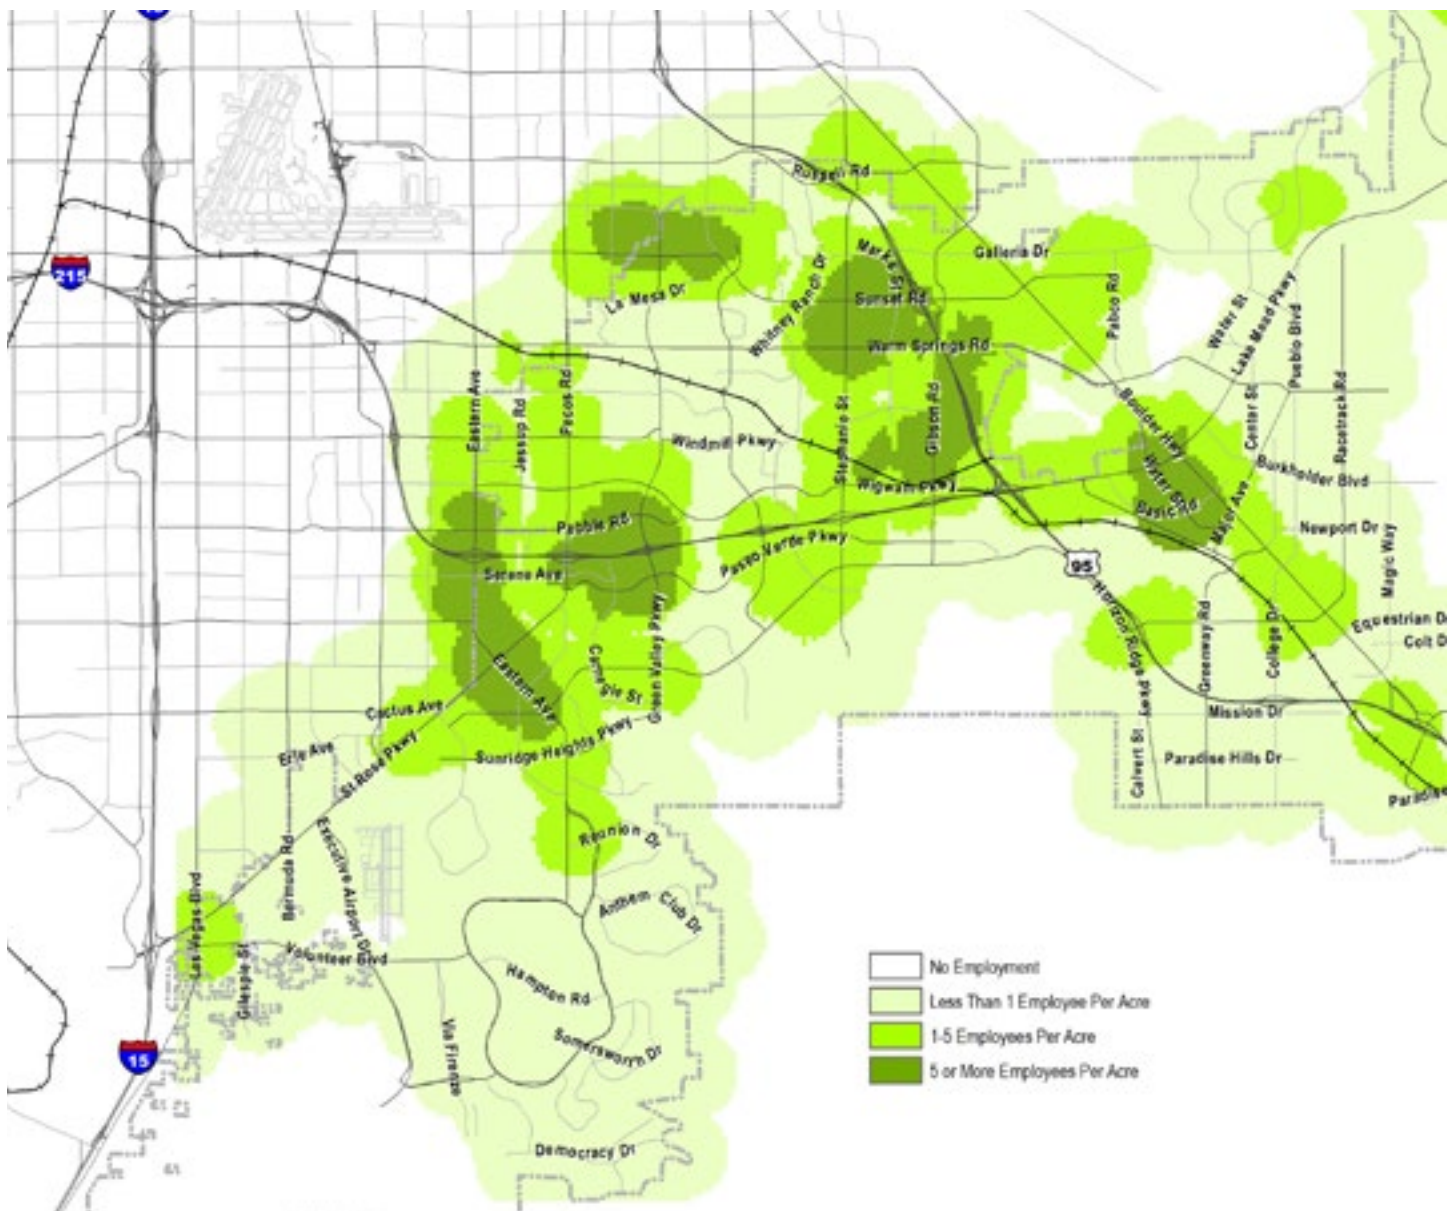 Russell Rd
Galleria Dr
Marks St
215
La Mesa Dr
Whitney Ranch Dr
Sunset Rd
Pabco Rd
Water St
Lake Mead Pkwy
Pueblo Blvd
Warm Springs Rd
Eastern Ave
Jessup Rd
Pecos Rd
Stephanie St
Gibson Rd
Boulder Hwy
Center St
Racetrack Rd
Windmill Pkwy
Wigwam Pkwy
Burkholder Blvd
Basic Rd
Major Ave
Pebble Rd
Newport Dr
Magic Way
Paseo Verde Pkwy
Serene Ave
95
Horizon Ridge Pkwy
Greenway Rd
College Dr
Equestrian D
Colt D
Green Valley Pkwy
Carnegie St
Eastern Ave
Cactus Ave
Mission Dr
Erie Ave
St Rose Pkwy
Sunridge Heights Pkwy
Calvert St
Paradise Hills Dr
Paradise
Reunion Dr
Executive Airport Dr
Bermuda Rd
Las Vegas Blvd
Anthem Club Dr
Gilespie St
Volunteer Blvd
Hampton Rd
Via Firenze
Somersworth Dr
15
Democracy Dr
No Employment
Less Than 1 Employee Per Acre
1-5 Employees Per Acre
5 or More Employees Per Acre